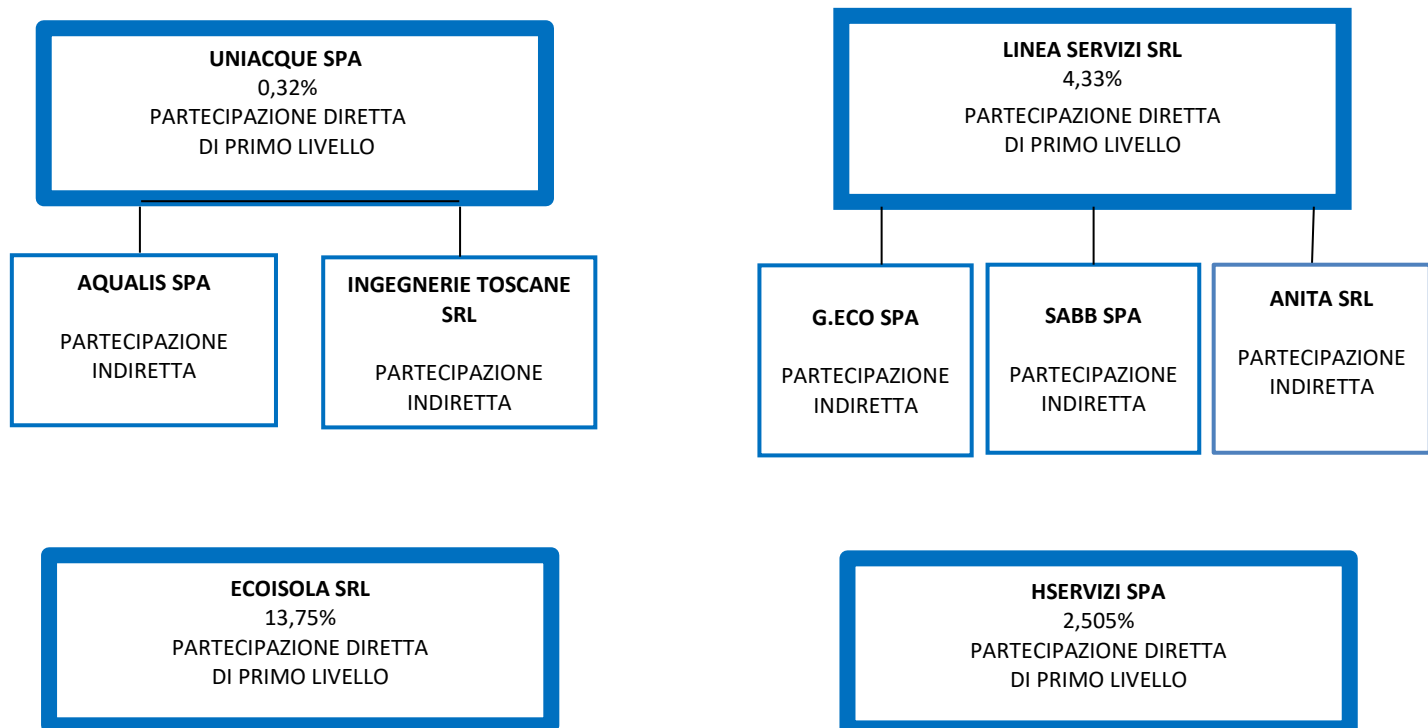 UNIACQUE SPA
0,32%
PARTECIPAZIONE DIRETTA
DI PRIMO LIVELLO
LINEA SERVIZI SRL
4,33%
PARTECIPAZIONE DIRETTA
DI PRIMO LIVELLO
AQUALIS SPA
PARTECIPAZIONE
INDIRETTA
INGEGNERIE TOSCANE
SRL
PARTECIPAZIONE
INDIRETTA
G.ECO SPA
PARTECIPAZIONE
INDIRETTA
SABB SPA
PARTECIPAZIONE
INDIRETTA
ANITA SRL
PARTECIPAZIONE
INDIRETTA
ECOISOLA SRL
13,75%
PARTECIPAZIONE DIRETTA
DI PRIMO LIVELLO
HSERVIZI SPA
2,505%
PARTECIPAZIONE DIRETTA
DI PRIMO LIVELLO